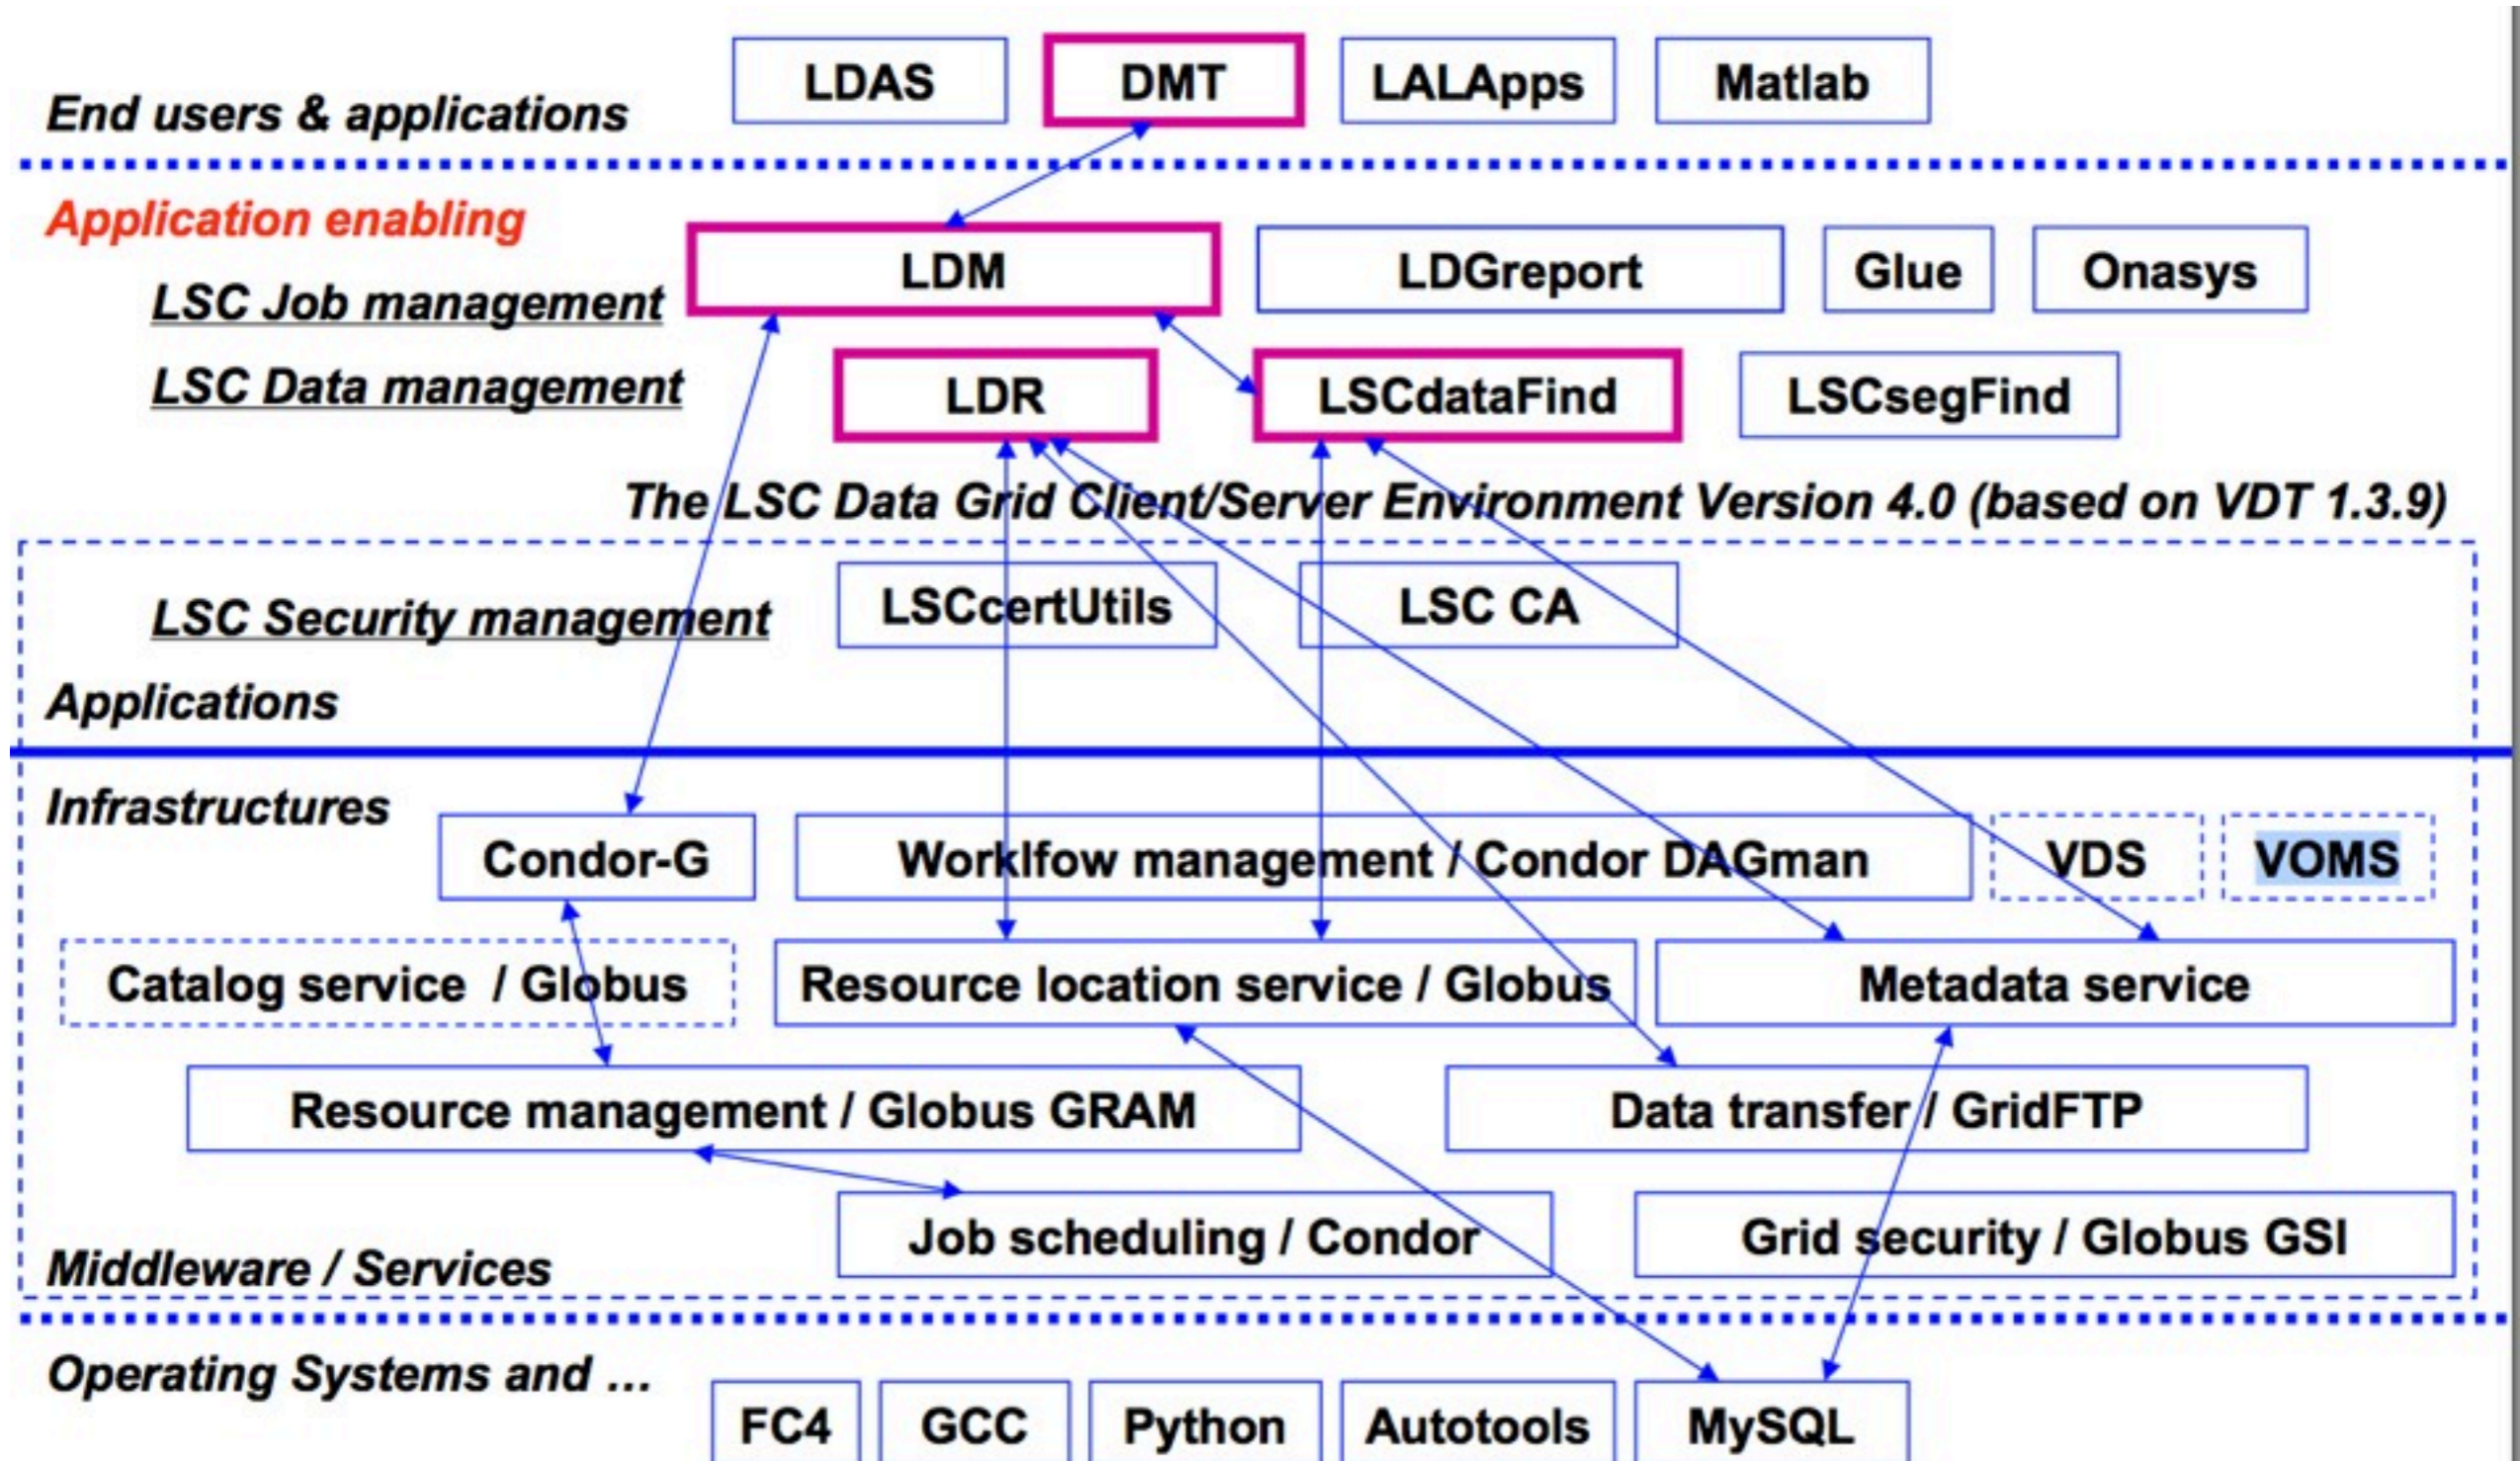 LDAS
DMT
LALApps
Matlab
End users & applications
Application enabling
LDM
LDGreport
Glue
Onasys
LSC Job management
LSC Data management
LDR
LSCdataFind
LSCsegFind
The LSC Data Grid Client/Server Environment Version 4.0 (based on VDT 1.3.9)
LSC Security management
LSCcertUtils
LSC CA
Applications
Infrastructures
Condor-G
Worklfow management / Condor DAGman
VDS
VOMS
Catalog service / Globus
Resource location service / Globus
Metadata service
Resource management / Globus GRAM
Data transfer / GridFTP
Job scheduling / Condor
Grid security / Globus GSI
Middleware / Services
Operating Systems and ...
FC4
GCC
Python
Autotools
MySQL